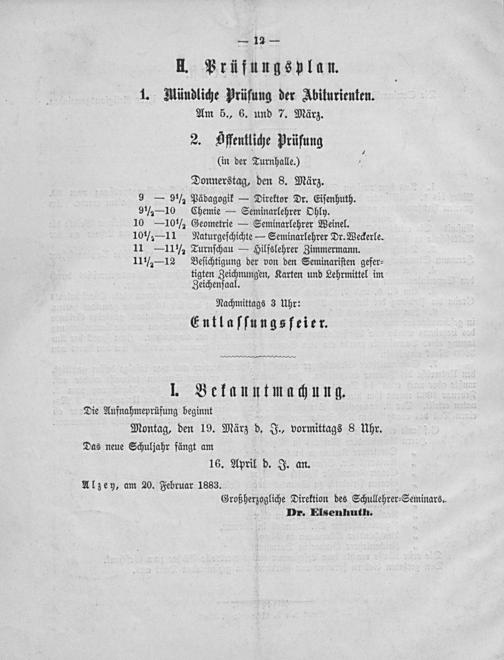 — 12 —
H. Prüfungsplan.
1. Mündliche Prüfung der Abiturienten.
Am 5., 6. und 7. März.
2. Öffentliche Prüfung
(in der Turnhalle.)
Donnerstag, den 8. März.
9 — 9½ Pädagogik — Direktor Dr. Eisenhuth.
9½—10 Chemie — Seminarlehrer Ohly.
10 —10½ Geometrie — Seminarlehrer Weinel.
10½—11 Naturgeschichte — Seminarlehrer Dr. Weckerle.
11 —11½ Turnschau — Hilfslehrer Zimmermann.
11½—12 Besichtigung der von den Seminaristen gefer-
tigten Zeichnungen, Karten und Lehrmittel im
Zeichensaal.
Nachmittags 3 Uhr:
Entlassungsfeier.
I. Bekanntmachung.
Die Aufnahmeprüfung beginnt
Montag, den 19. März d. J., vormittags 8 Uhr.
Das neue Schuljahr fängt am
16. April d. J. an.
Alzey, am 20. Februar 1883.
Großherzogliche Direktion des Schullehrer-Seminars.
Dr. Eisenhuth.